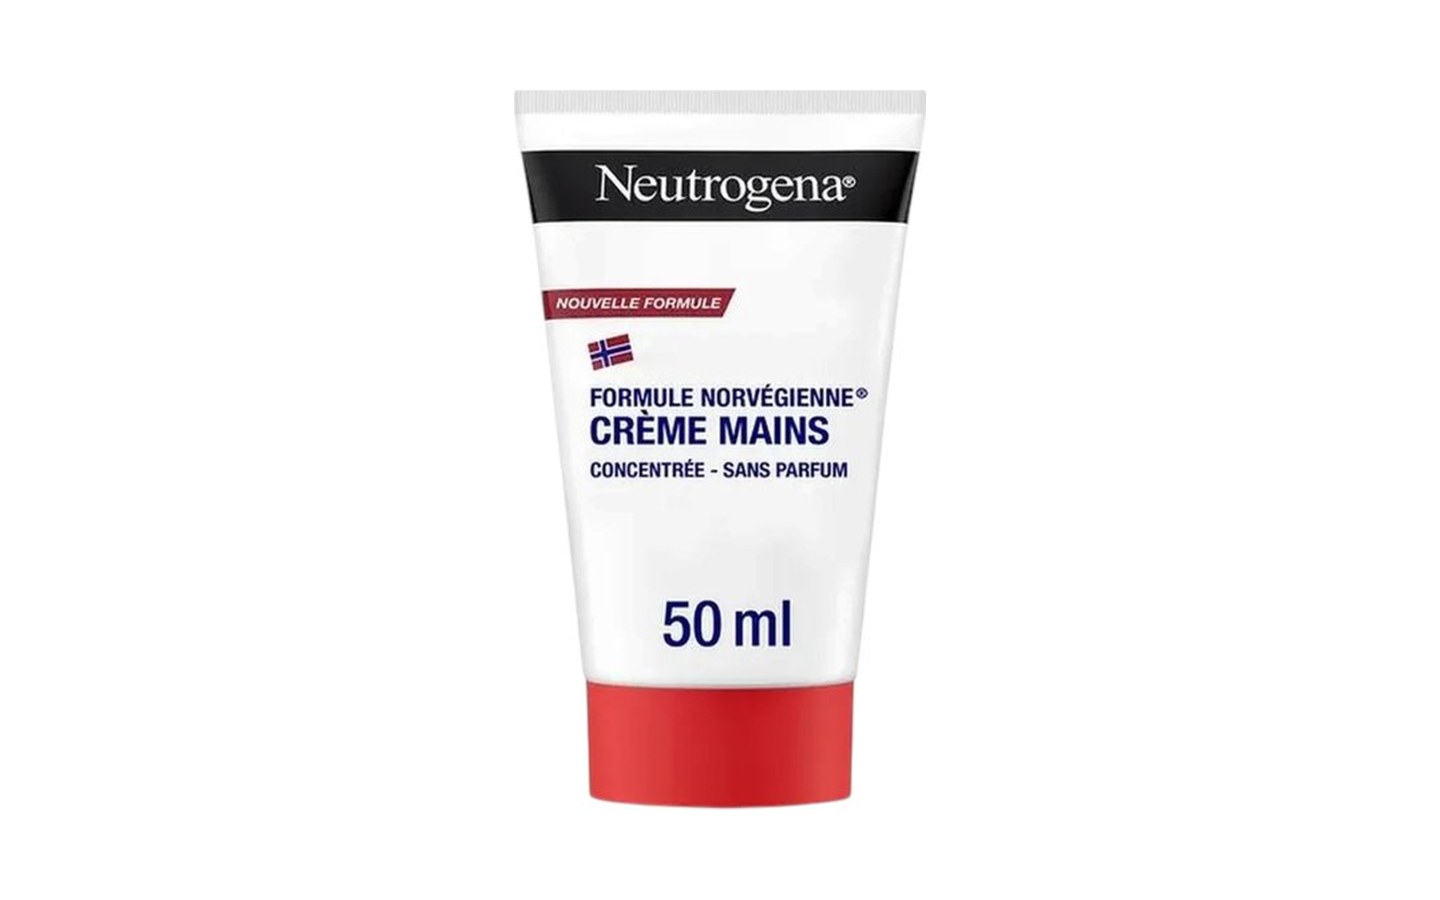 Neutrogena®
NOUVELLE FORMULE
FORMULE NORVÉGIENNE®
CRÈME MAINS
CONCENTRÉE - SANS PARFUM
50 ml